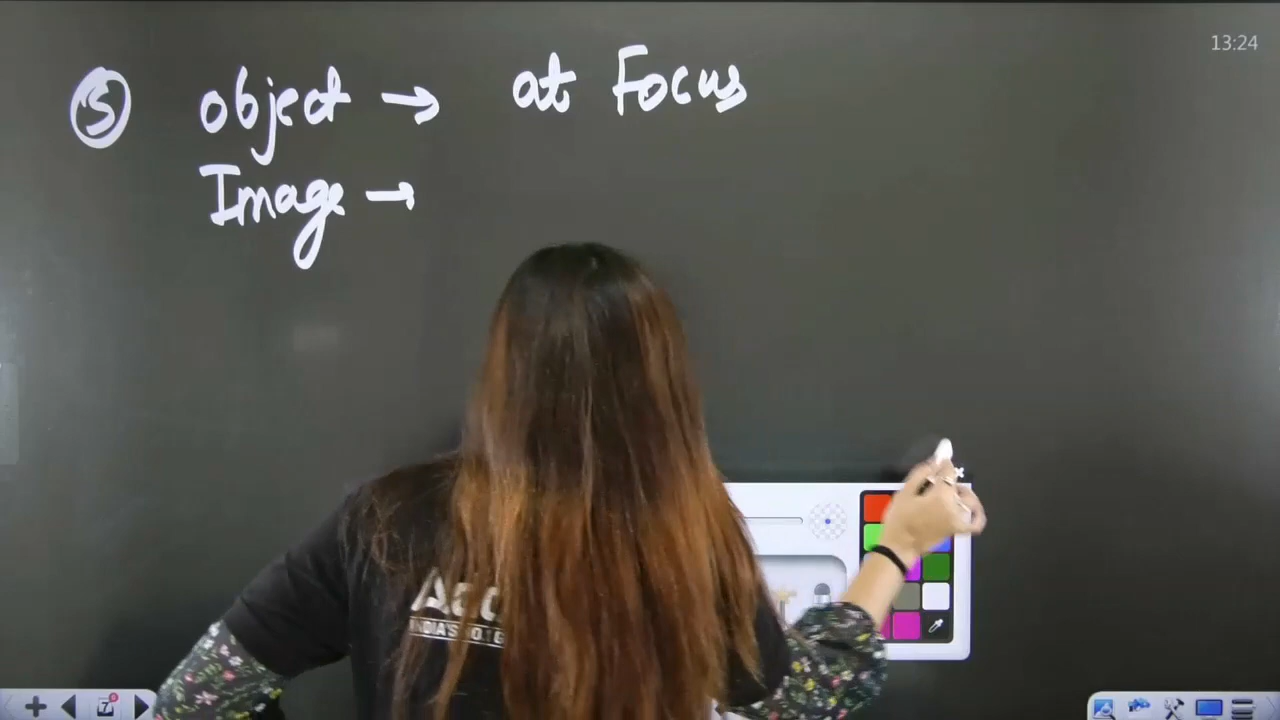 13:24
5 object → at Focus
Image →